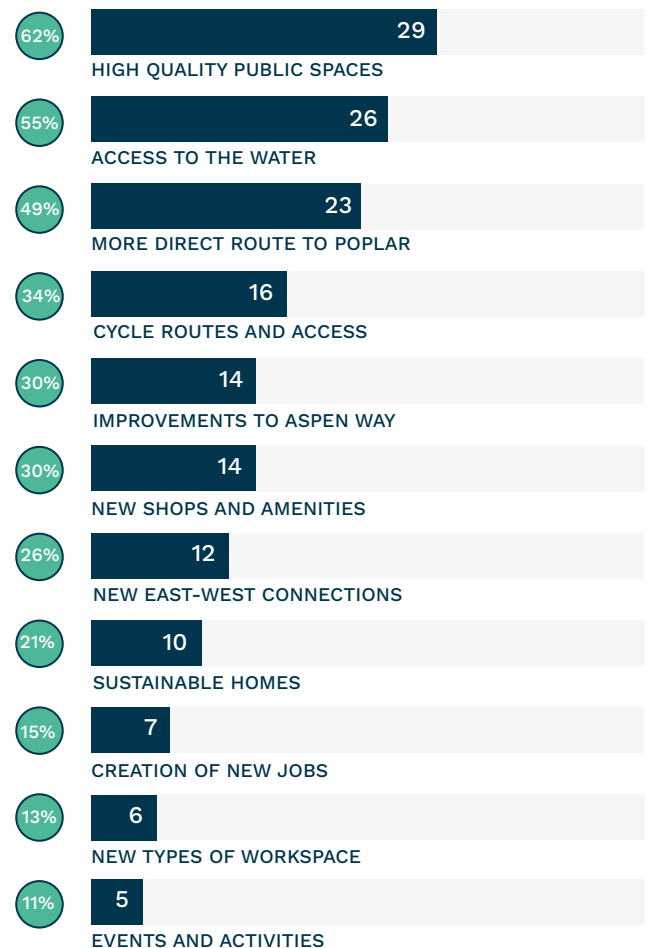 62%
29
HIGH QUALITY PUBLIC SPACES
55%
26
ACCESS TO THE WATER
49%
23
MORE DIRECT ROUTE TO POPLAR
34%
16
CYCLE ROUTES AND ACCESS
30%
14
IMPROVEMENTS TO ASPEN WAY
30%
14
NEW SHOPS AND AMENITIES
26%
12
NEW EAST-WEST CONNECTIONS
21%
10
SUSTAINABLE HOMES
15%
7
CREATION OF NEW JOBS
13%
6
NEW TYPES OF WORKSPACE
11%
5
EVENTS AND ACTIVITIES